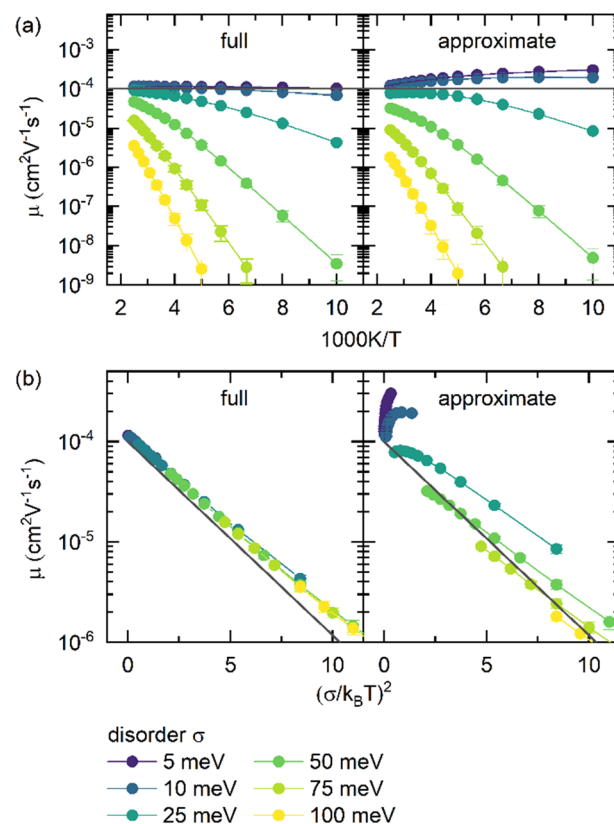 (a)
full
approximate
10⁻³
10⁻⁴
10⁻⁵
10⁻⁶
10⁻⁷
10⁻⁸
10⁻⁹
μ (cm²V⁻¹s⁻¹)
2 4 6 8 10 2 4 6 8 10
1000K/T
(b)
full
approximate
10⁻⁴
10⁻⁵
10⁻⁶
μ (cm²V⁻¹s⁻¹)
0 5 10 0 5 10
(σ/k_BT)²
disorder σ
5 meV 50 meV
10 meV 75 meV
25 meV 100 meV